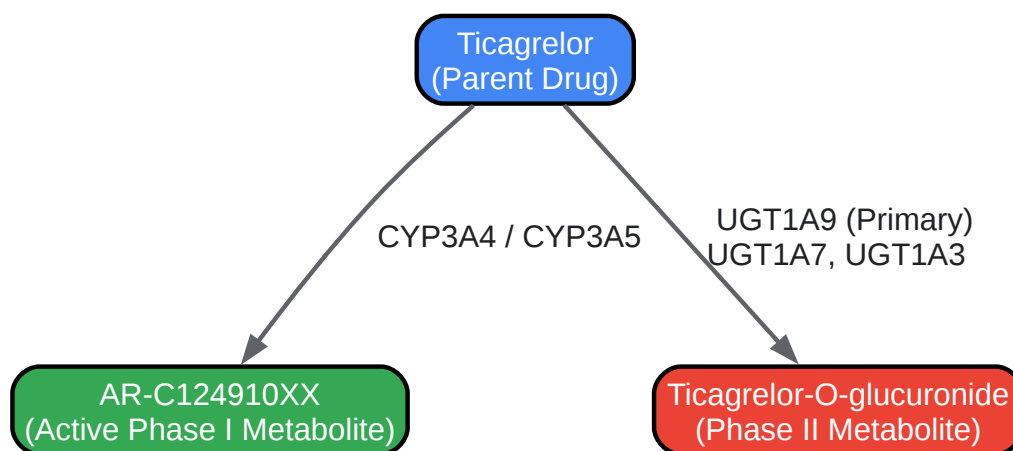 Ticagrelor
(Parent Drug)
CYP3A4 / CYP3A5
UGT1A9 (Primary)
UGT1A7, UGT1A3
AR-C124910XX
(Active Phase I Metabolite)
Ticagrelor-O-glucuronide
(Phase II Metabolite)